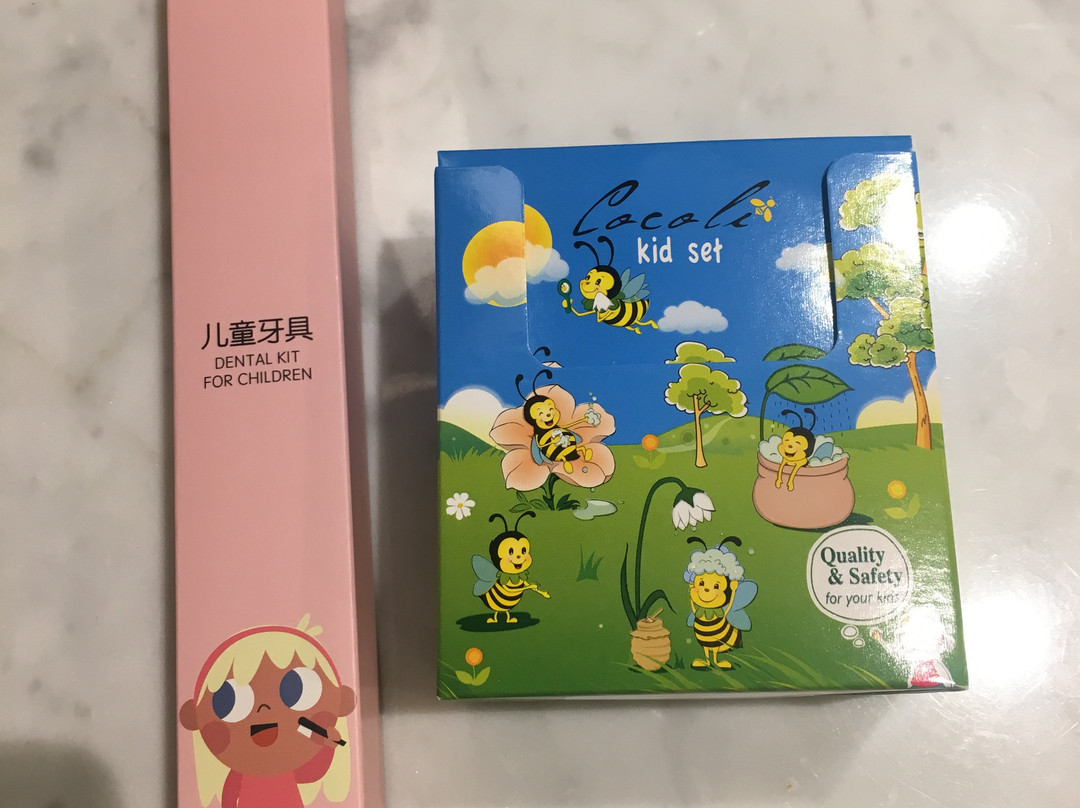 儿童牙具
DENTAL KIT
FOR CHILDREN
Cocoli
kid set
Quality
& Safety
for your kids